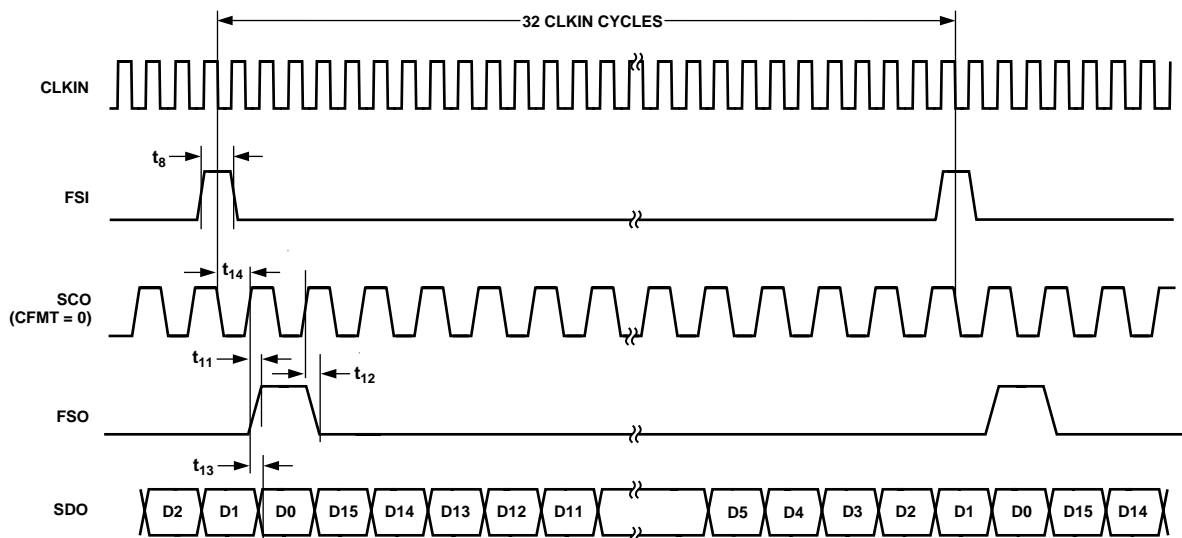 32 CLKIN CYCLES
CLKIN
t8
FSI
t14
SCO
(CFMT = 0)
t11
t12
FSO
t13
SDO
D2 D1 D0 D15 D14 D13 D12 D11 D5 D4 D3 D2 D1 D0 D15 D14